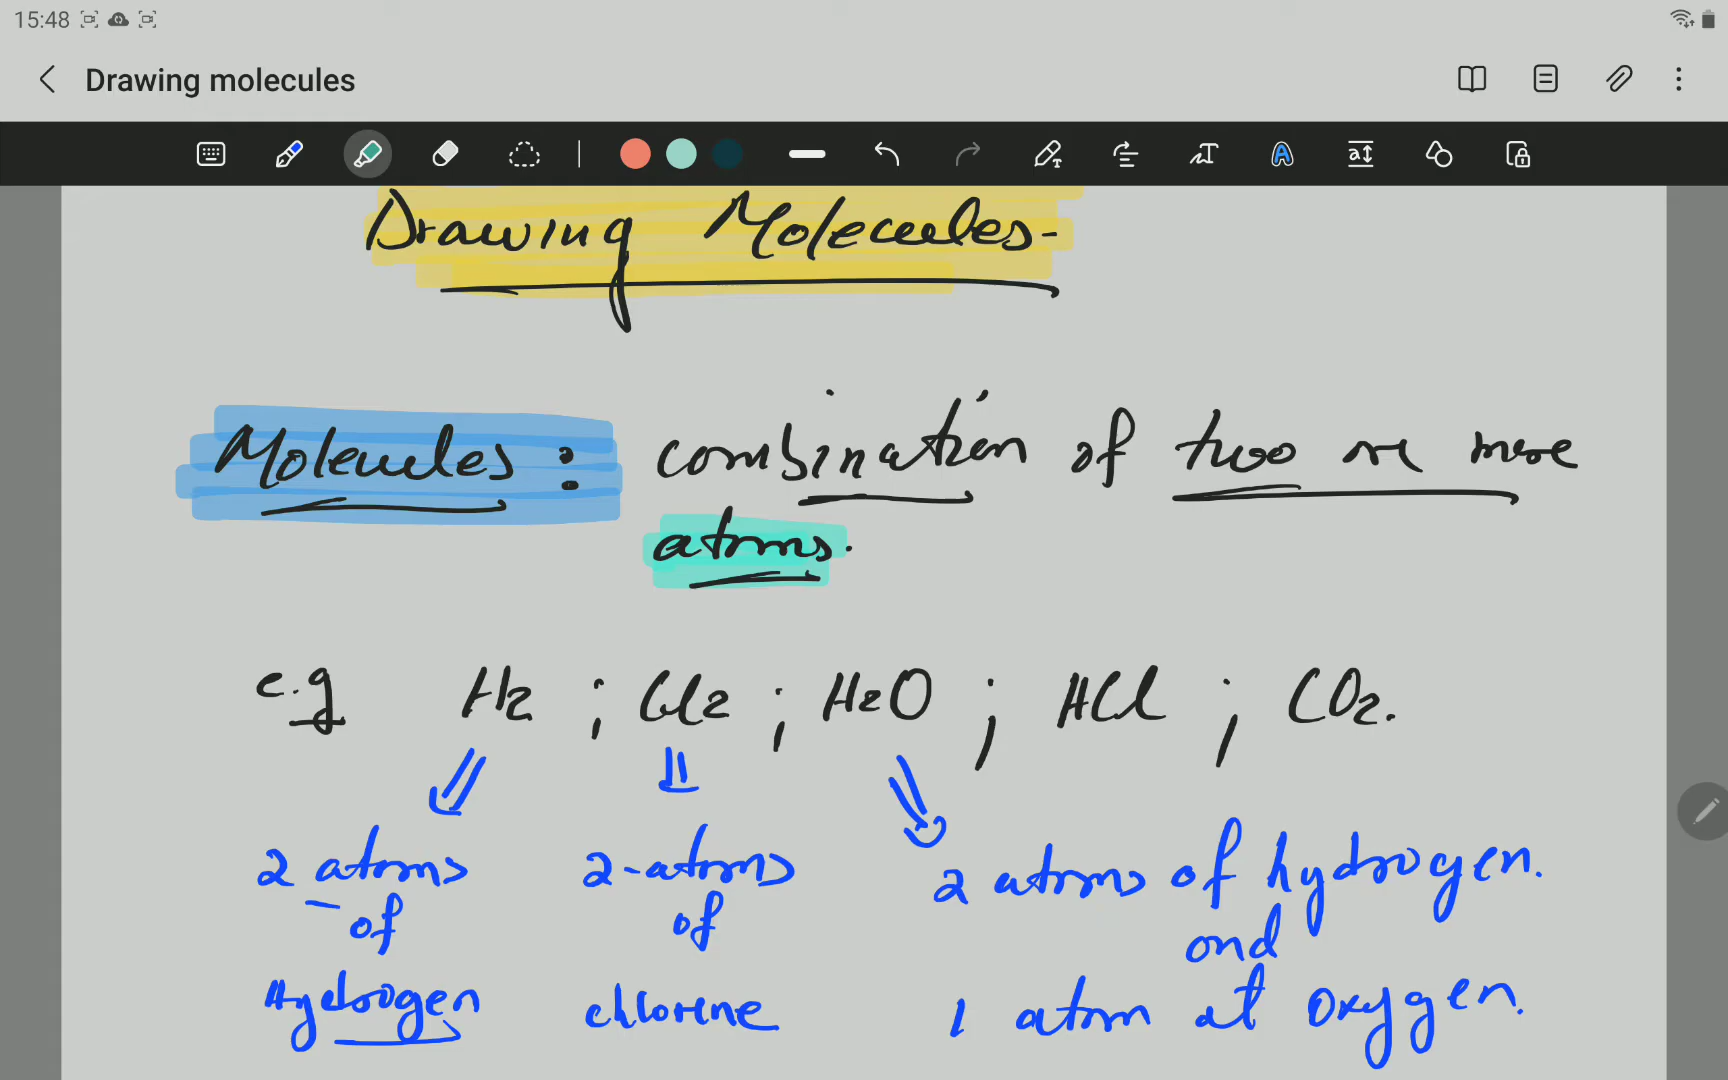 15:48
Drawing molecules
Drawing Molecules-
Molecules: combination of two or more
atoms.
e.g H2 ; Cl2 ; H2O ; HCl ; CO2.
2 atoms
of
Hydrogen
2-atoms
of
chlorine
2 atoms of hydrogen.
and
1 atom at oxygen.